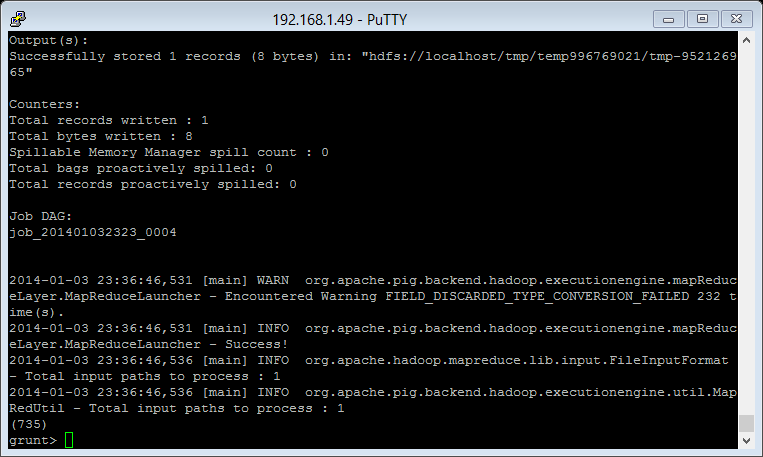 192.168.1.49 - PuTTY
Output(s):
Successfully stored 1 records (8 bytes) in: "hdfs://localhost/tmp/temp996769021/tmp-9521269
65"
Counters:
Total records written : 1
Total bytes written : 8
Spillable Memory Manager spill count : 0
Total bags proactively spilled: 0
Total records proactively spilled: 0
Job DAG:
job_201401032323_0004
2014-01-03 23:36:46,531 [main] WARN  org.apache.pig.backend.hadoop.executionengine.mapReduc
eLayer.MapReduceLauncher - Encountered Warning FIELD_DISCARDED_TYPE_CONVERSION_FAILED 232 t
ime(s).
2014-01-03 23:36:46,531 [main] INFO  org.apache.pig.backend.hadoop.executionengine.mapReduc
eLayer.MapReduceLauncher - Success!
2014-01-03 23:36:46,536 [main] INFO  org.apache.hadoop.mapreduce.lib.input.FileInputFormat
- Total input paths to process : 1
2014-01-03 23:36:46,536 [main] INFO  org.apache.pig.backend.hadoop.executionengine.util.Map
RedUtil - Total input paths to process : 1
(735)
grunt>